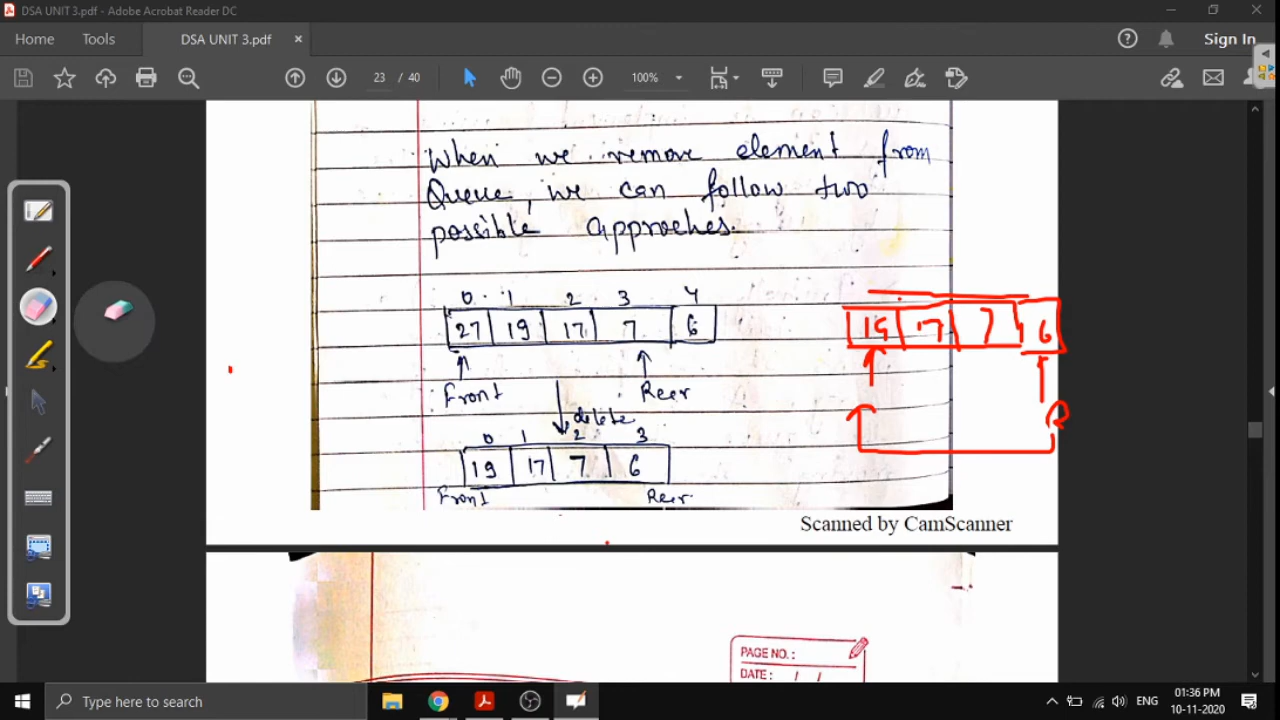 DSA UNIT 3.pdf - Adobe Acrobat Reader DC
Home Tools DSA UNIT 3.pdf × Sign In
23 / 40 100%
When we remove element from
Queue, we can follow two
possible approches.
0 1 2 3 4
27 19 17 7 6
19 17 7 6
Front Reer
delete
R
0 1 2 3
19 17 7 6
Front Reer
Scanned by CamScanner
PAGE NO.:
DATE: / /
Type here to search
ENG
01:36 PM
10-11-2020